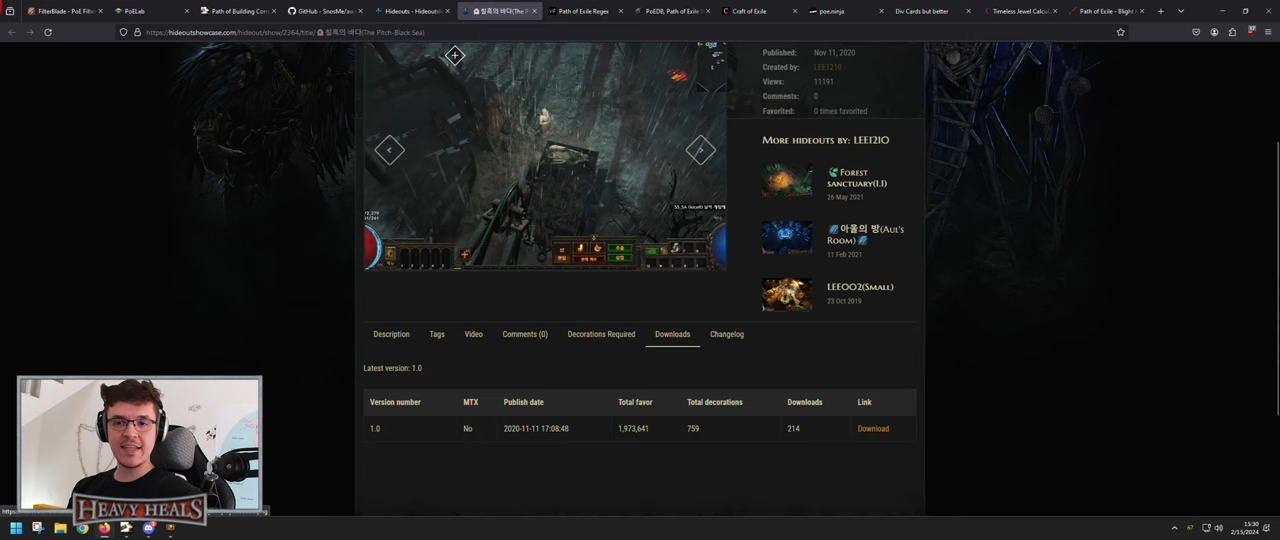 FilterBlade - PoE Filter
PoELab
Path of Building Com
GitHub - SnosMe/aw
Hideouts - Hideoutsh
칠흑의 바다(The P
Path of Exile Regex
PoEDB, Path of Exile
Craft of Exile
poe.ninja
Div Cards but better
Timeless Jewel Calcul
Path of Exile - Blight
https://hideoutshowcase.com/hideout/show/2364/title/칠흑의 바다(The Pitch-Black Sea)
Published: Nov 11, 2020
Created by: LEE1210
Views: 11191
Comments: 0
Favorited: 0 times favorited
More hideouts by: LEE1210
Forest
sanctuary(1.1)
26 May 2021
아울의 방(Aul's
Room)
11 Feb 2021
LEE002(Small)
23 Oct 2019
Description Tags Video Comments (0) Decorations Required Downloads Changelog
Latest version: 1.0
Version number MTX Publish date Total favor Total decorations Downloads Link
1.0 No 2020-11-11 17:08:48 1,973,641 759 214 Download
HEAVY HEALS
67
15:30
2/15/2024